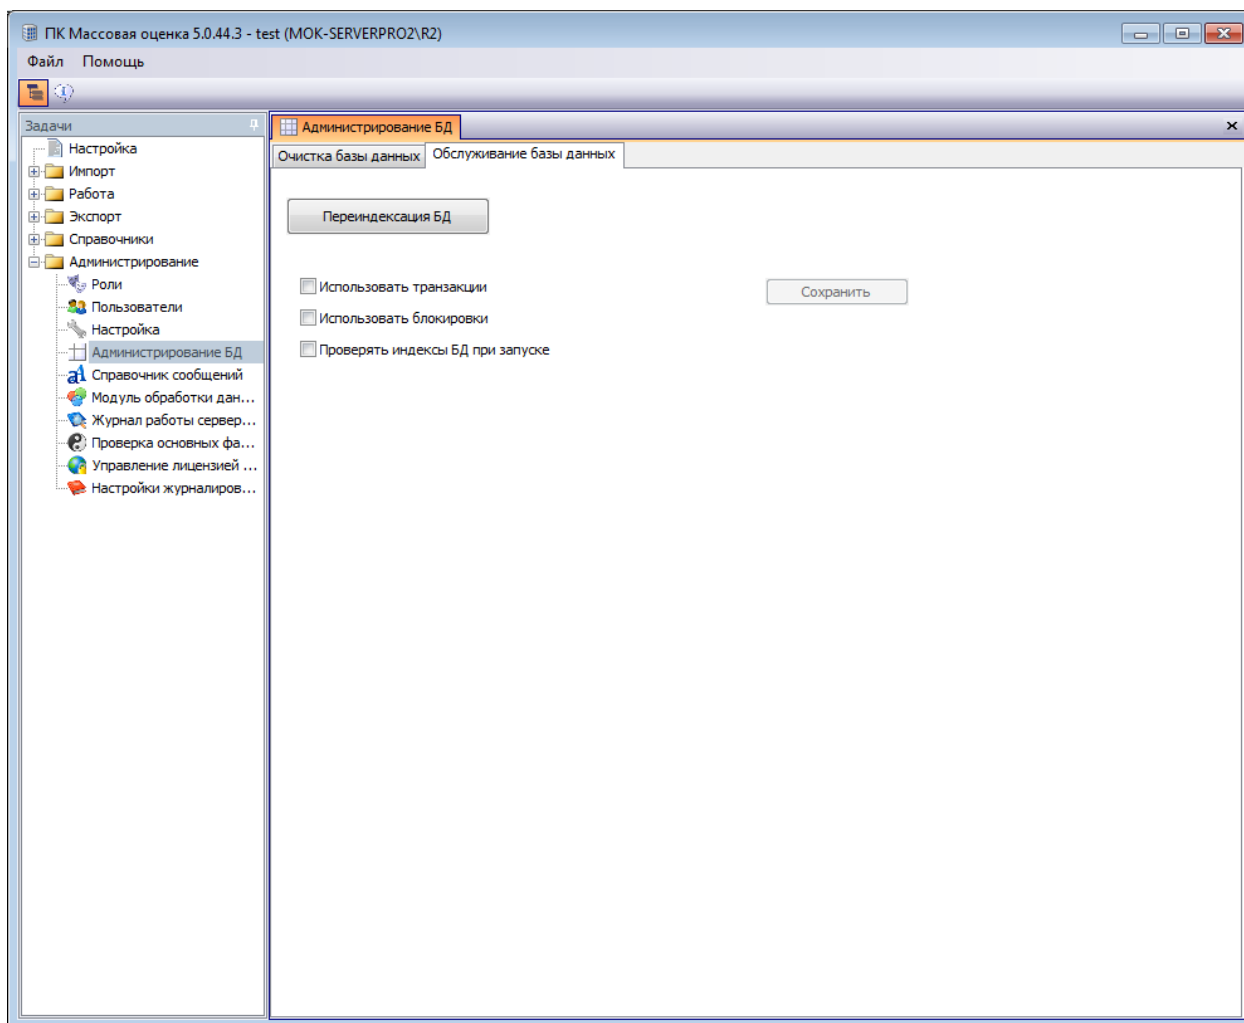 ПК Массовая оценка 5.0.44.3 - test (MOK-SERVERPRO2\R2)
Файл Помощь
Задачи
Настройка
Импорт
Работа
Экспорт
Справочники
Администрирование
Роли
Пользователи
Настройка
Администрирование БД
Справочник сообщений
Модуль обработки дан...
Журнал работы сервер...
Проверка основных фа...
Управление лицензией ...
Настройки журналиров...
Администрирование БД
Очистка базы данных Обслуживание базы данных
Переиндексация БД
Использовать транзакции
Сохранить
Использовать блокировки
Проверять индексы БД при запуске